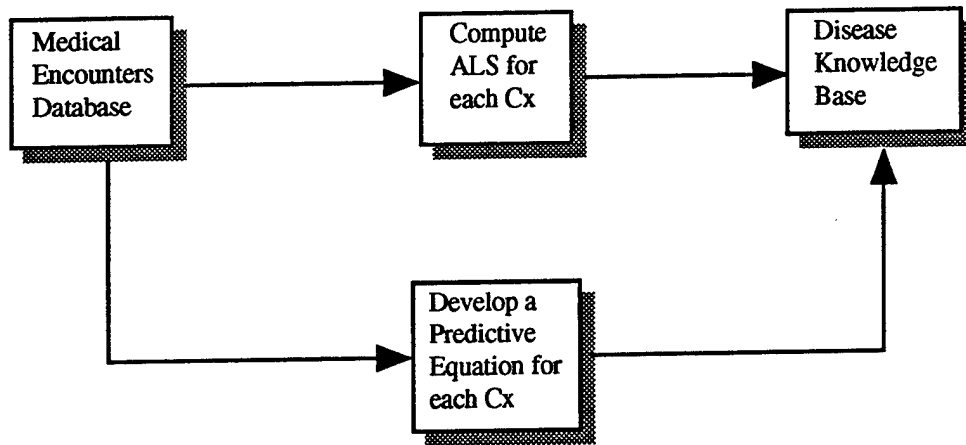 Medical
Encounters
Database
Compute
ALS for
each Cx
Disease
Knowledge
Base
Develop a
Predictive
Equation for
each Cx